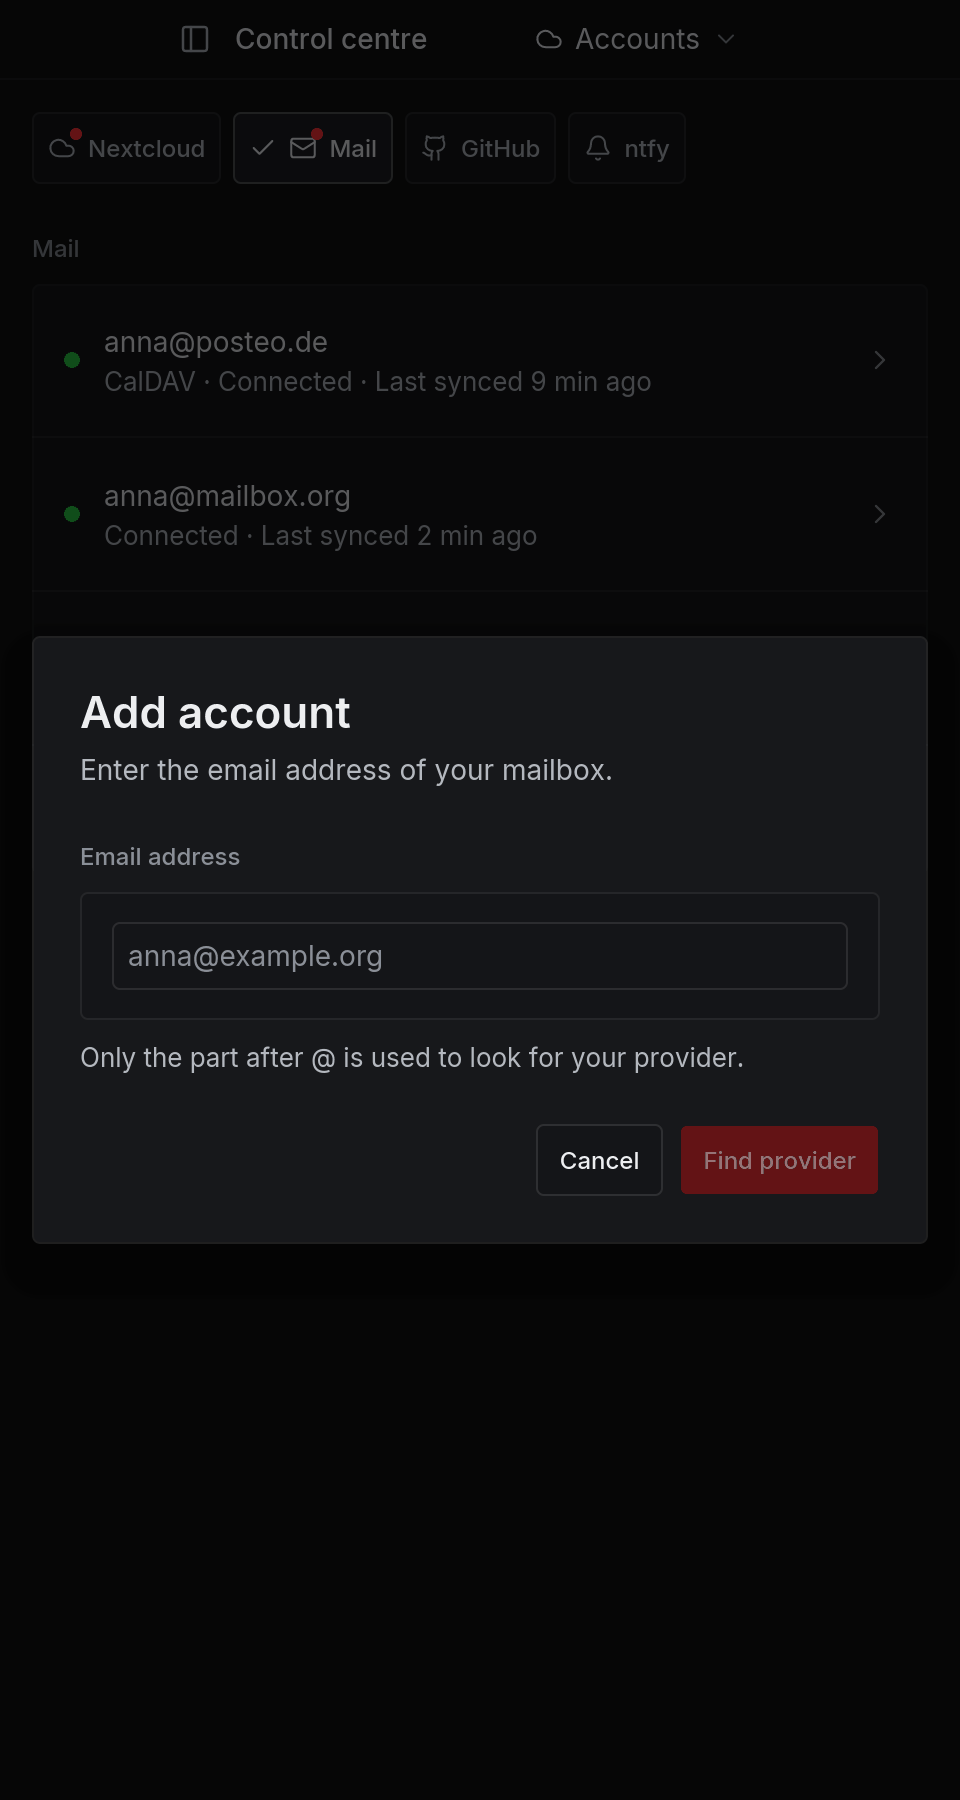 Control centre
Accounts
Nextcloud
Mail
GitHub
ntfy
Mail
anna@posteo.de
CalDAV · Connected · Last synced 9 min ago
anna@mailbox.org
Connected · Last synced 2 min ago
Add account
Enter the email address of your mailbox.
Email address
anna@example.org
Only the part after @ is used to look for your provider.
Cancel
Find provider